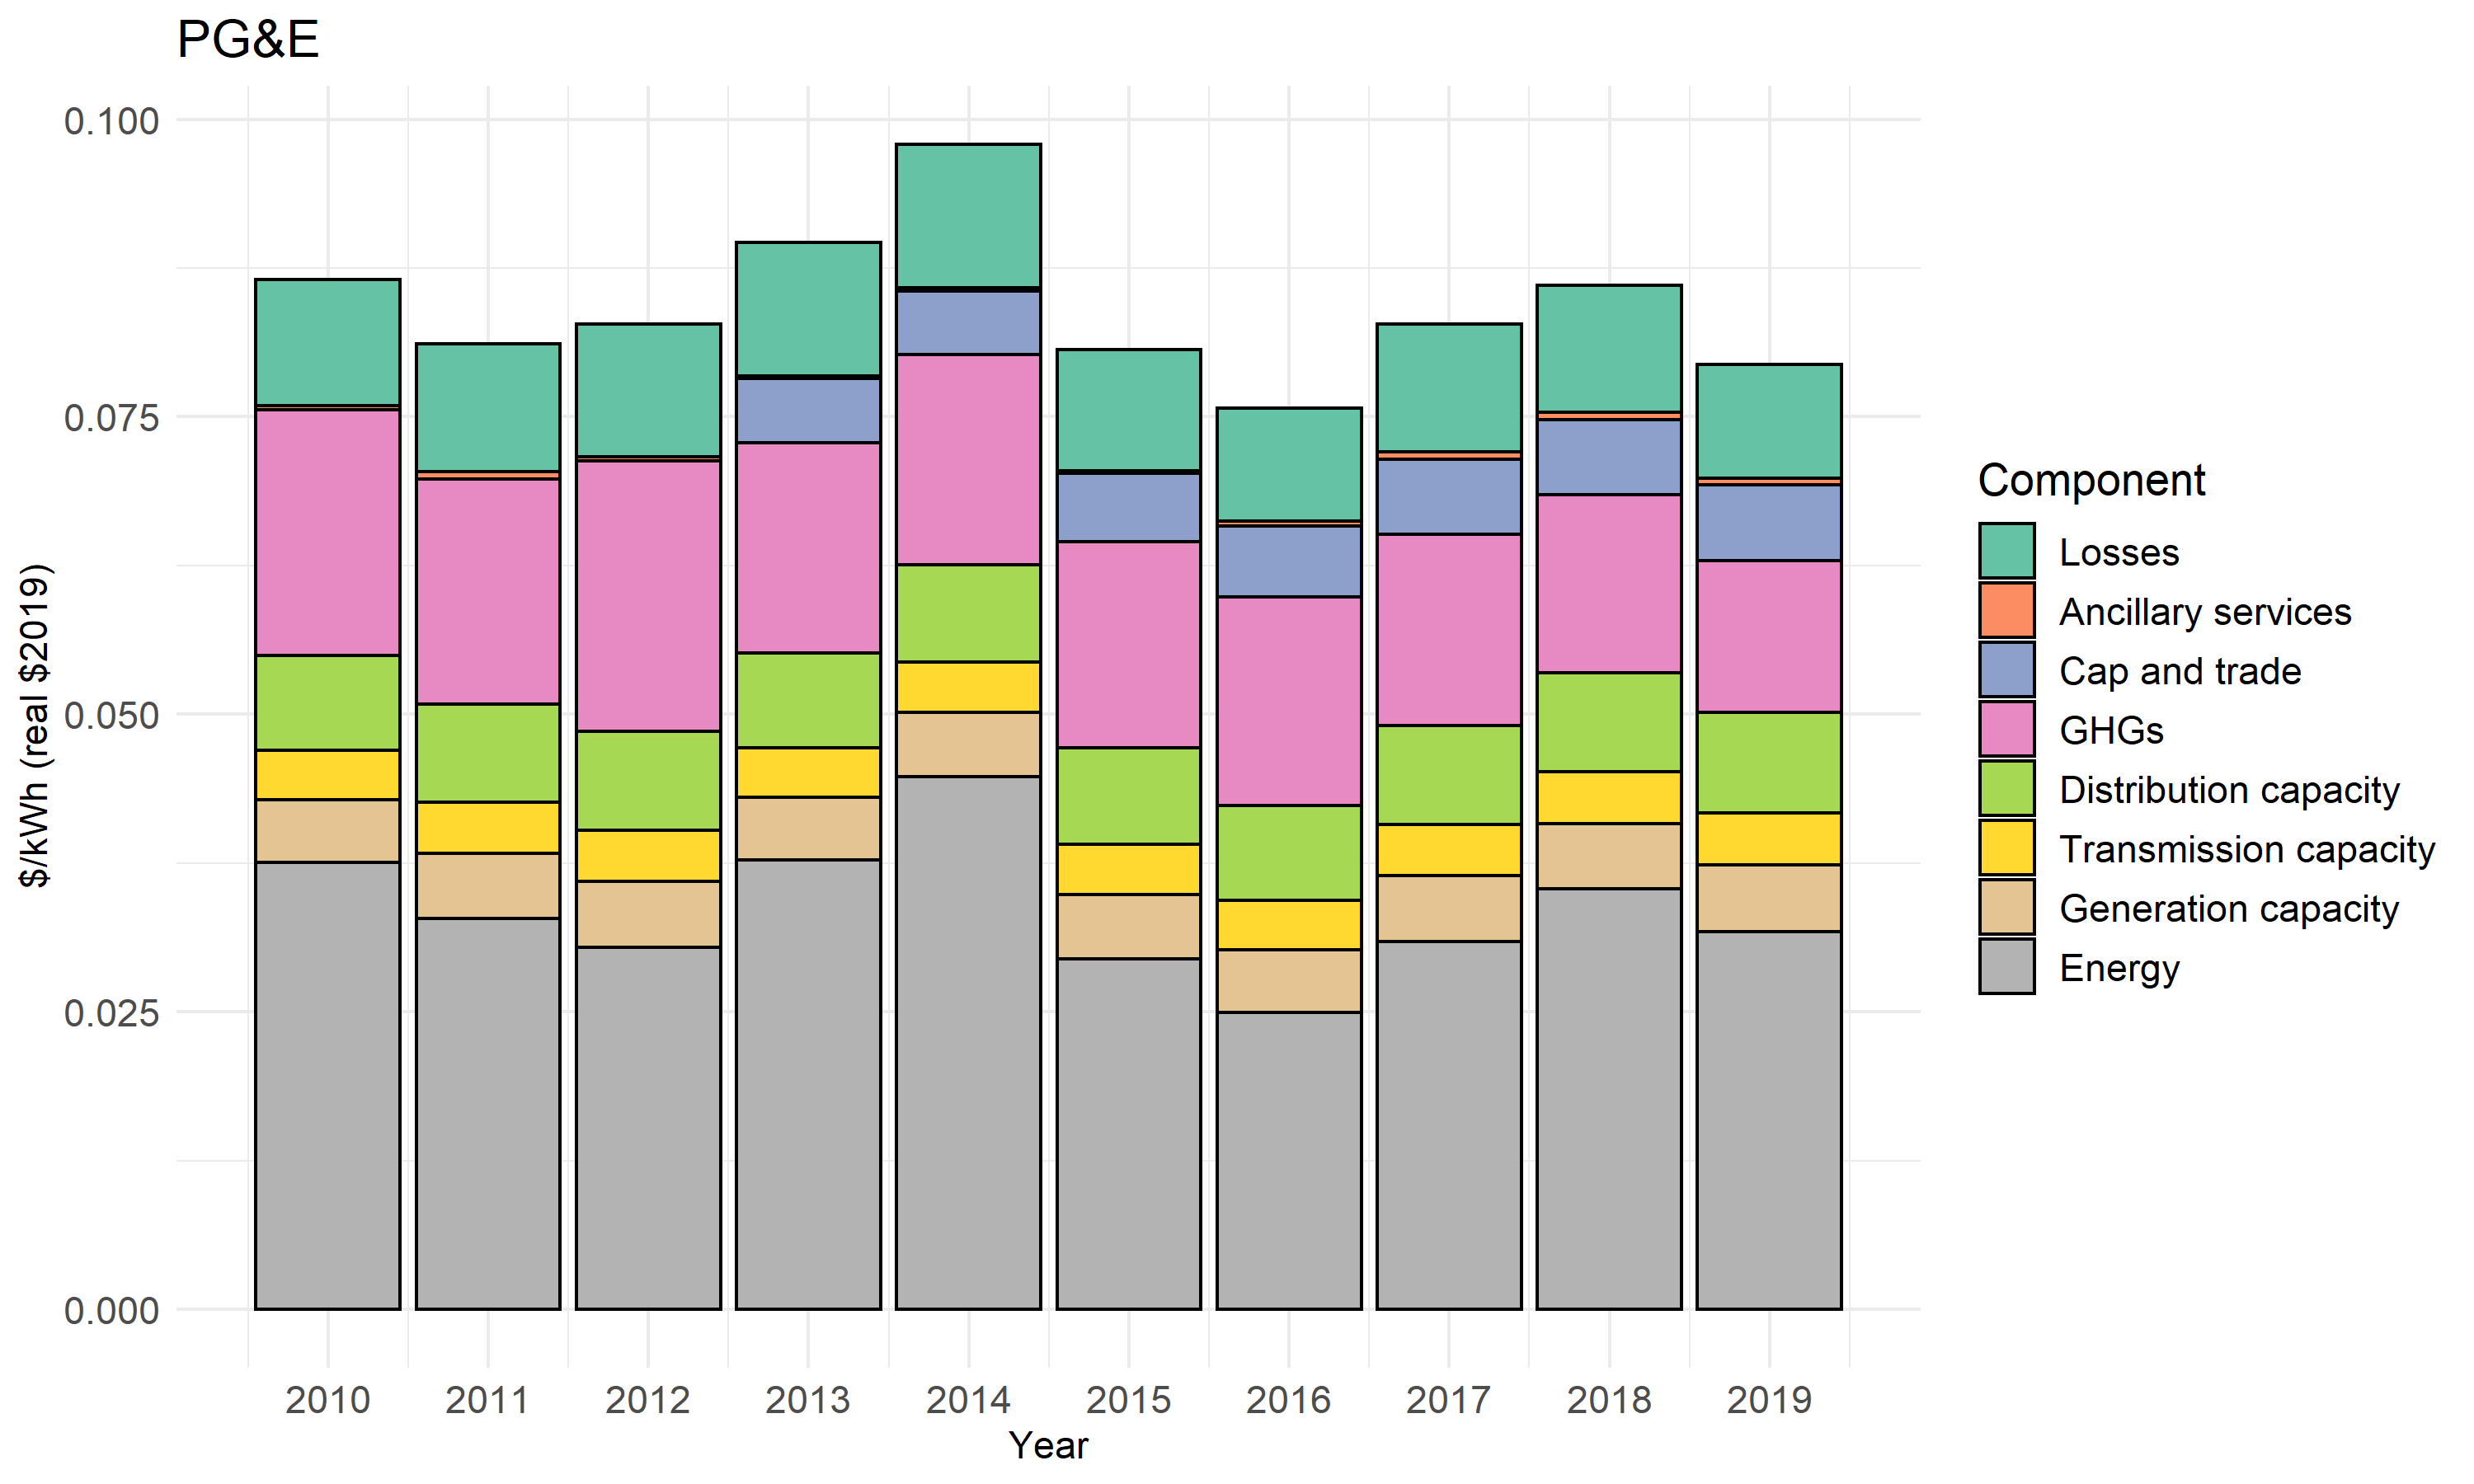 PG&E
0.100
0.075
0.050
0.025
0.000
$/kWh (real $2019)
2010 2011 2012 2013 2014 2015 2016 2017 2018 2019
Year
Component
Losses
Ancillary services
Cap and trade
GHGs
Distribution capacity
Transmission capacity
Generation capacity
Energy